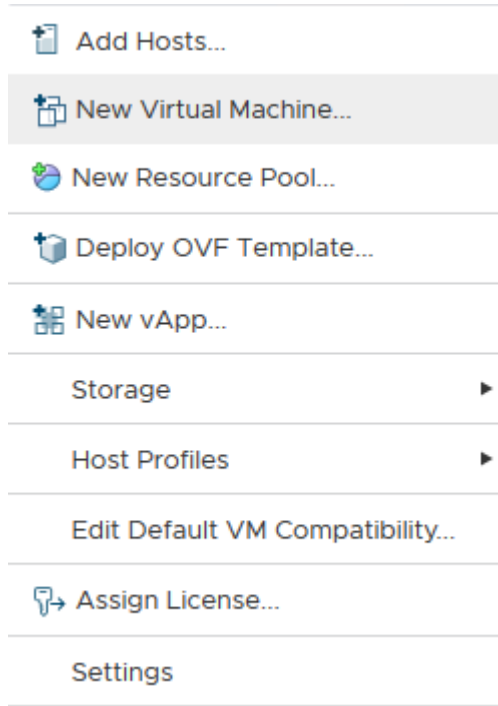 Add Hosts...
New Virtual Machine...
New Resource Pool...
Deploy OVF Template...
New vApp...
Storage
Host Profiles
Edit Default VM Compatibility...
Assign License...
Settings